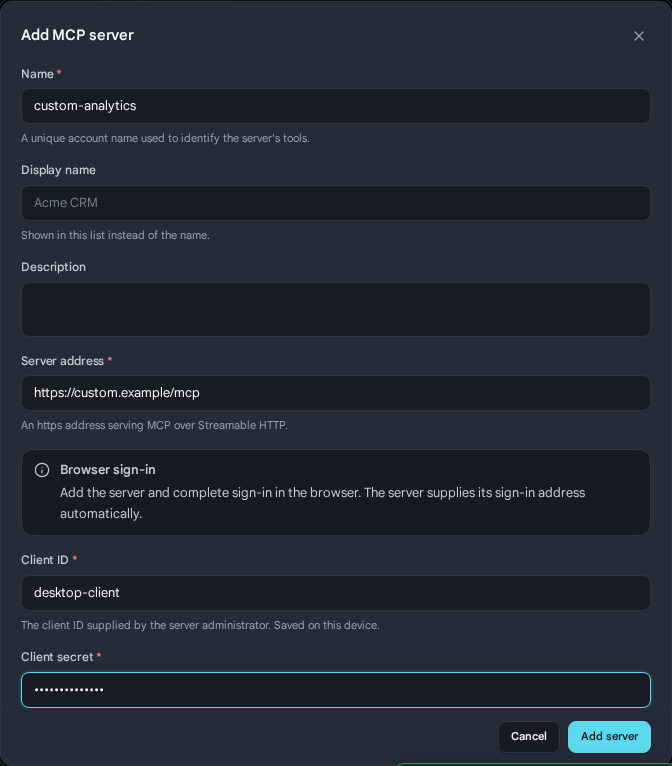 Add MCP server
Name *
custom-analytics
A unique account name used to identify the server's tools.
Display name
Acme CRM
Shown in this list instead of the name.
Description
Server address *
https://custom.example/mcp
An https address serving MCP over Streamable HTTP.
Browser sign-in
Add the server and complete sign-in in the browser. The server supplies its sign-in address
automatically.
Client ID *
desktop-client
The client ID supplied by the server administrator. Saved on this device.
Client secret *
••••••••••••••
Cancel
Add server